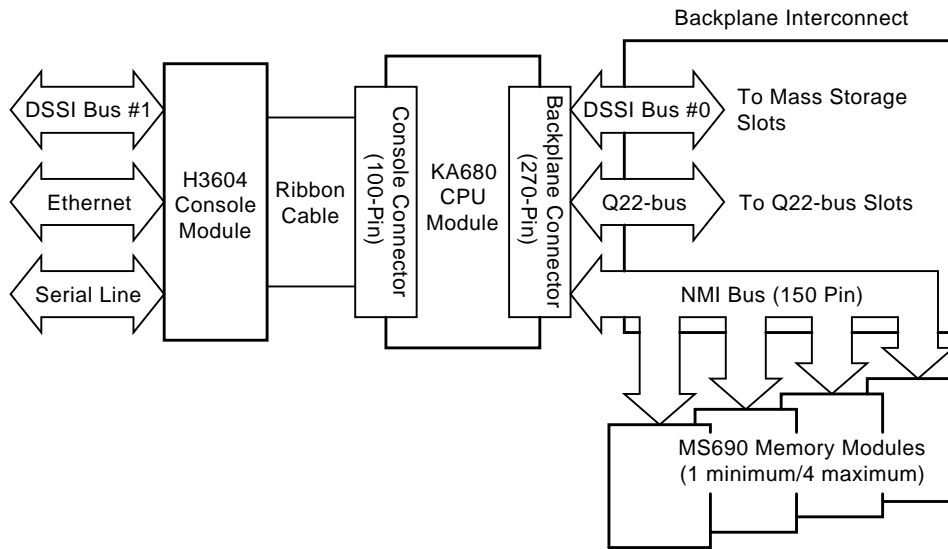 Backplane Interconnect
DSSI Bus #1
Ethernet
Serial Line
H3604
Console
Module
Ribbon
Cable
Console Connector
(100-Pin)
KA680
CPU
Module
Backplane Connector
(270-Pin)
DSSI Bus #0
To Mass Storage
Slots
Q22-bus
To Q22-bus Slots
NMI Bus (150 Pin)
MS690 Memory Modules
(1 minimum/4 maximum)